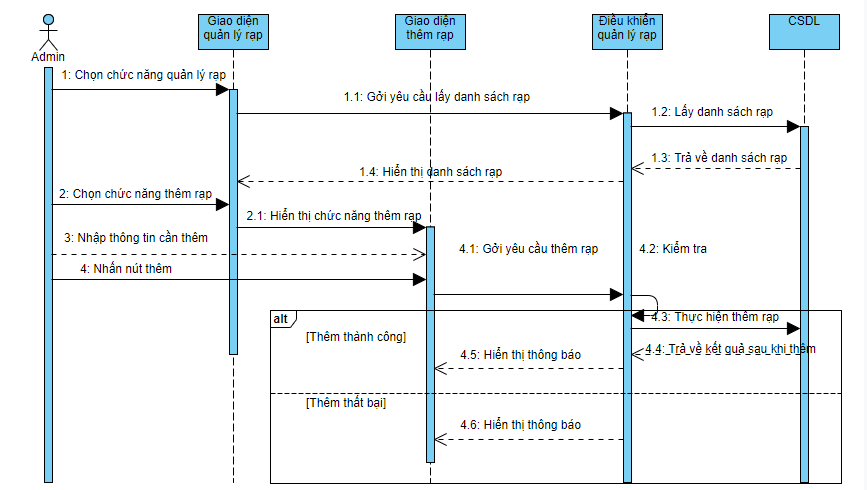 Giao diện
quản lý rạp
Giao diện
thêm rạp
Điều khiển
quản lý rạp
CSDL
Admin
1: Chọn chức năng quản lý rạp
1.1: Gởi yêu cầu lấy danh sách rạp
1.2: Lấy danh sách rạp
1.3: Trả về danh sách rạp
1.4: Hiển thị danh sách rạp
2: Chọn chức năng thêm rạp
2.1: Hiển thị chức năng thêm rạp
3: Nhập thông tin cần thêm
4.1: Gởi yêu cầu thêm rạp
4.2: Kiểm tra
4: Nhấn nút thêm
alt
4.3: Thực hiện thêm rạp
[Thêm thành công]
4.4: Trả về kết quả sau khi thêm
4.5: Hiển thị thông báo
[Thêm thất bại]
4.6: Hiển thị thông báo